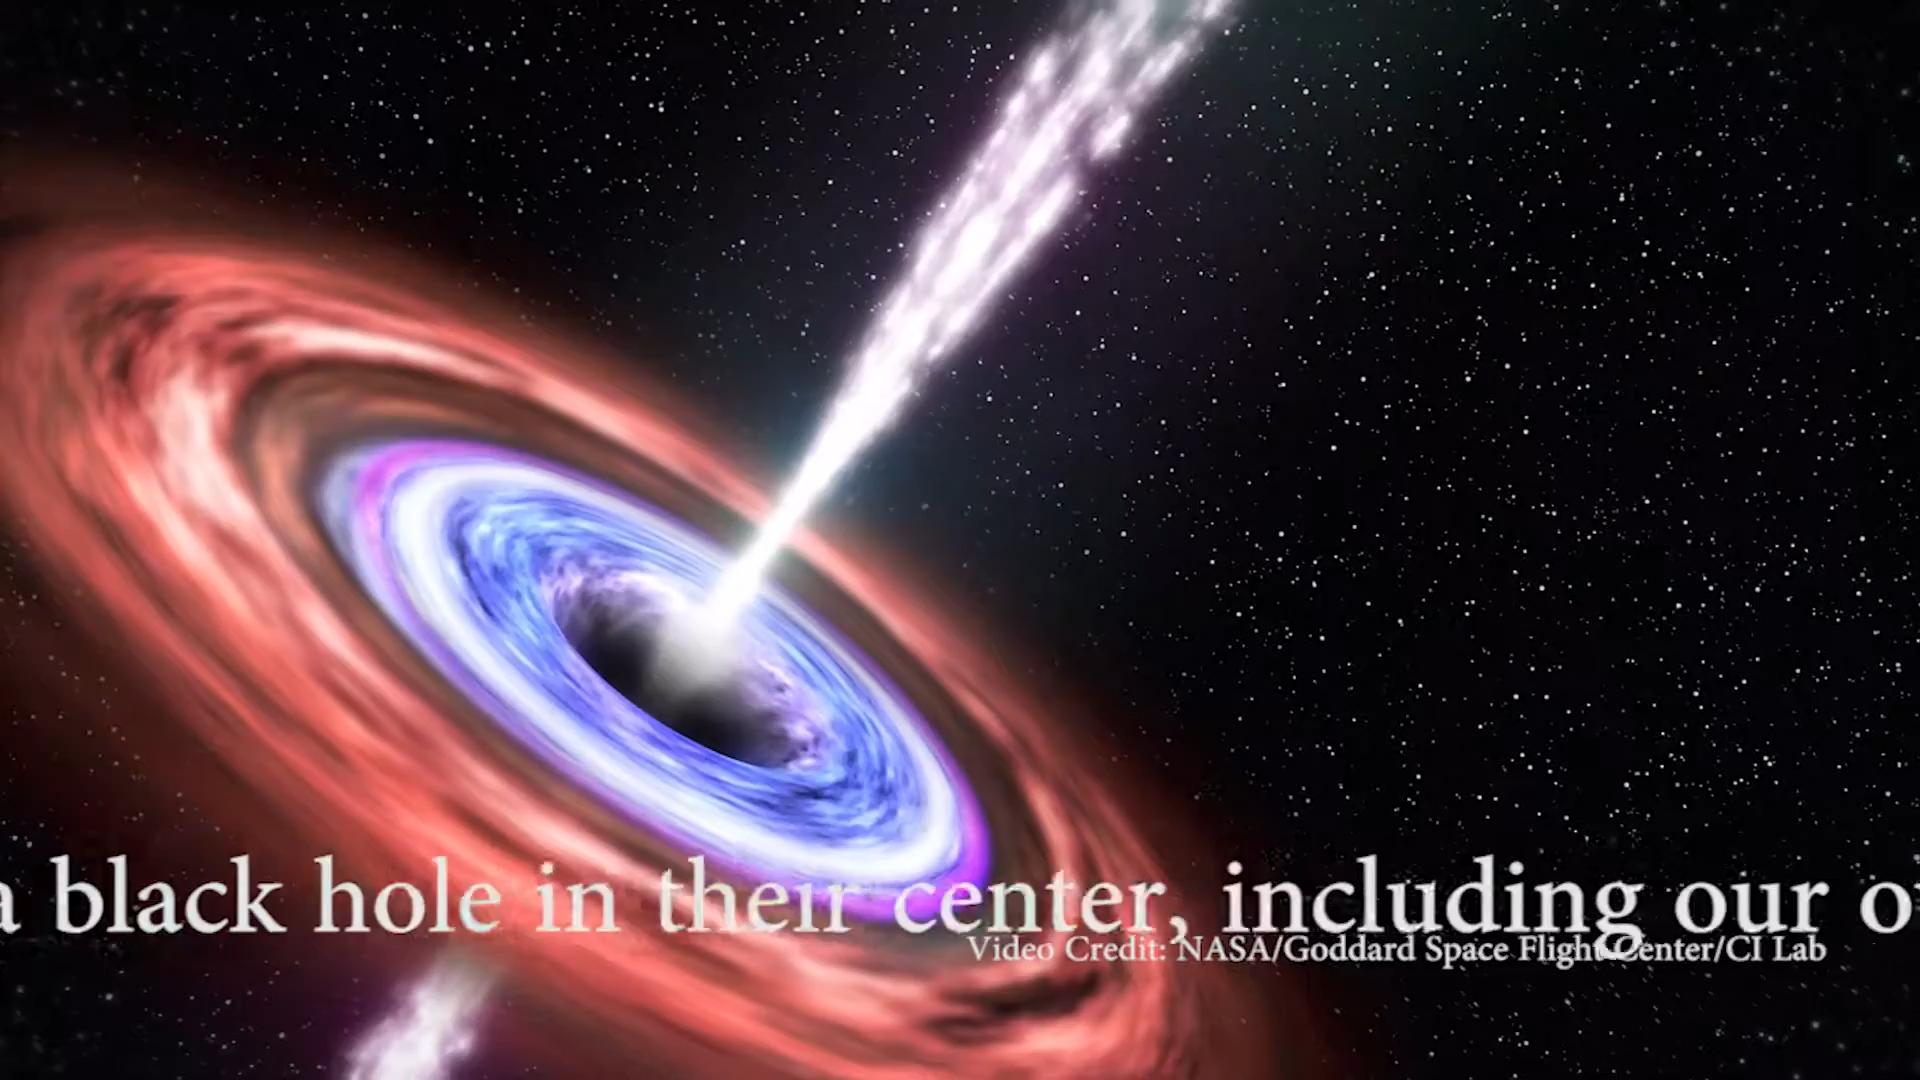 a black hole in their center, including our o
Video Credit: NASA/Goddard Space Flight Center/CI Lab